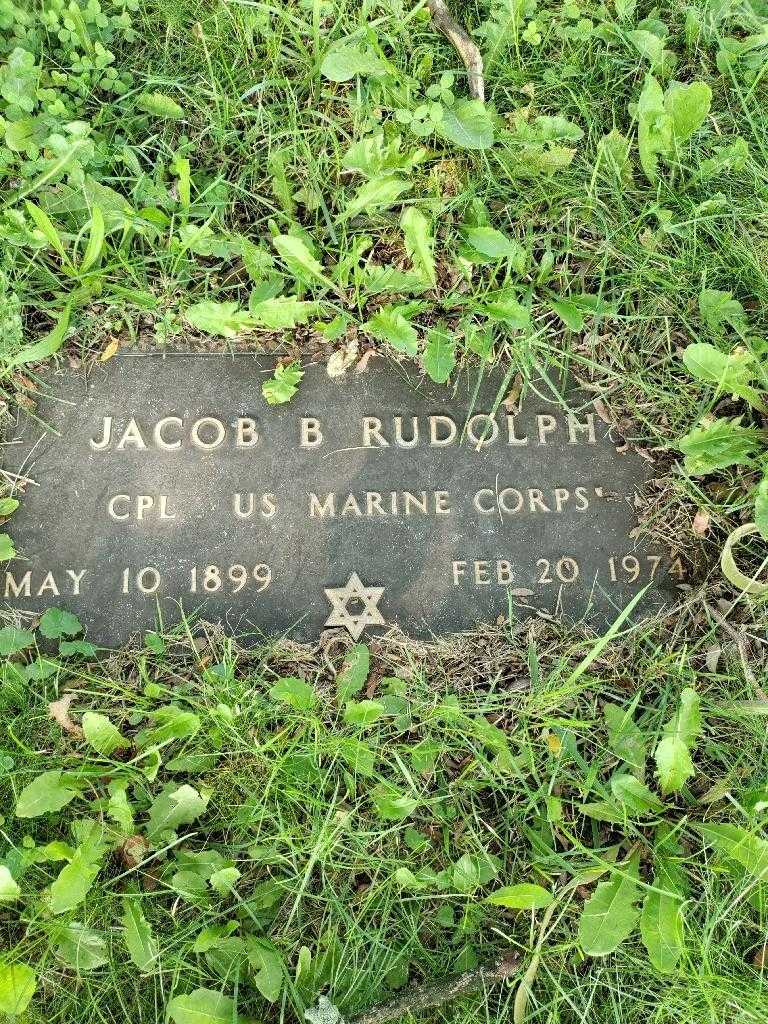 JACOB B RUDOLPH
CPL US MARINE CORPS
MAY 10 1899 FEB 20 1974